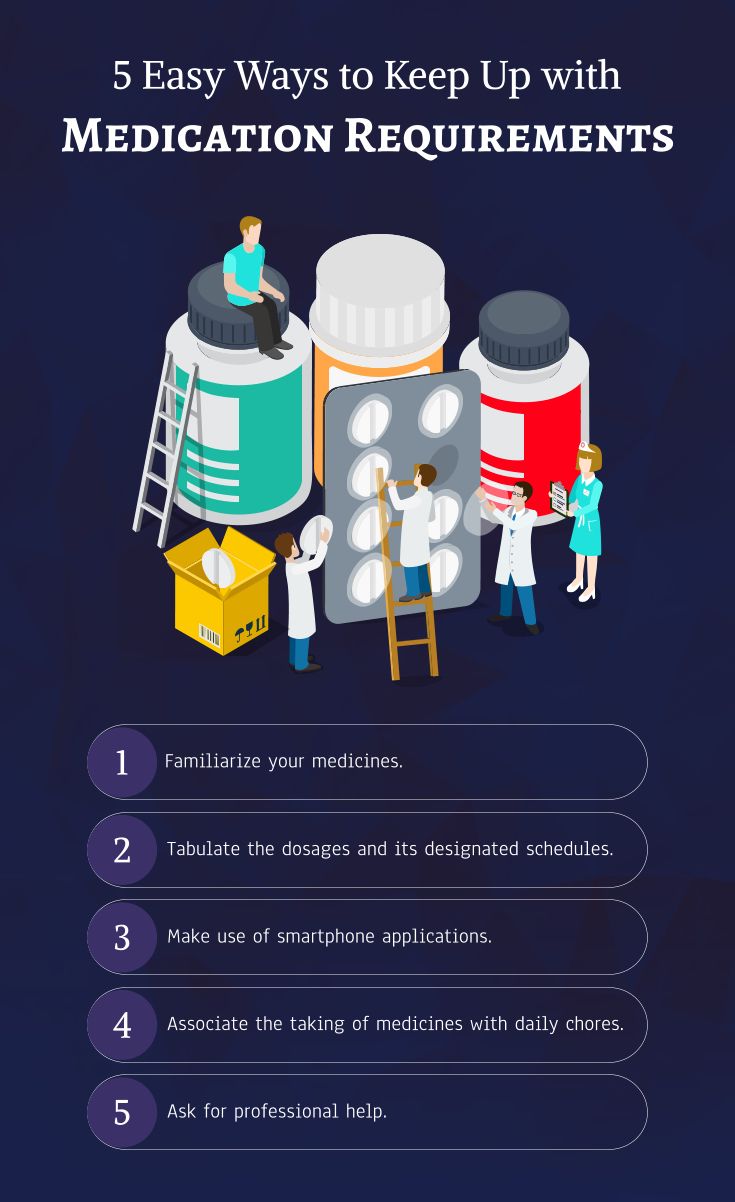 5 Easy Ways to Keep Up with
Medication Requirements
1 Familiarize your medicines.
2 Tabulate the dosages and its designated schedules.
3 Make use of smartphone applications.
4 Associate the taking of medicines with daily chores.
5 Ask for professional help.